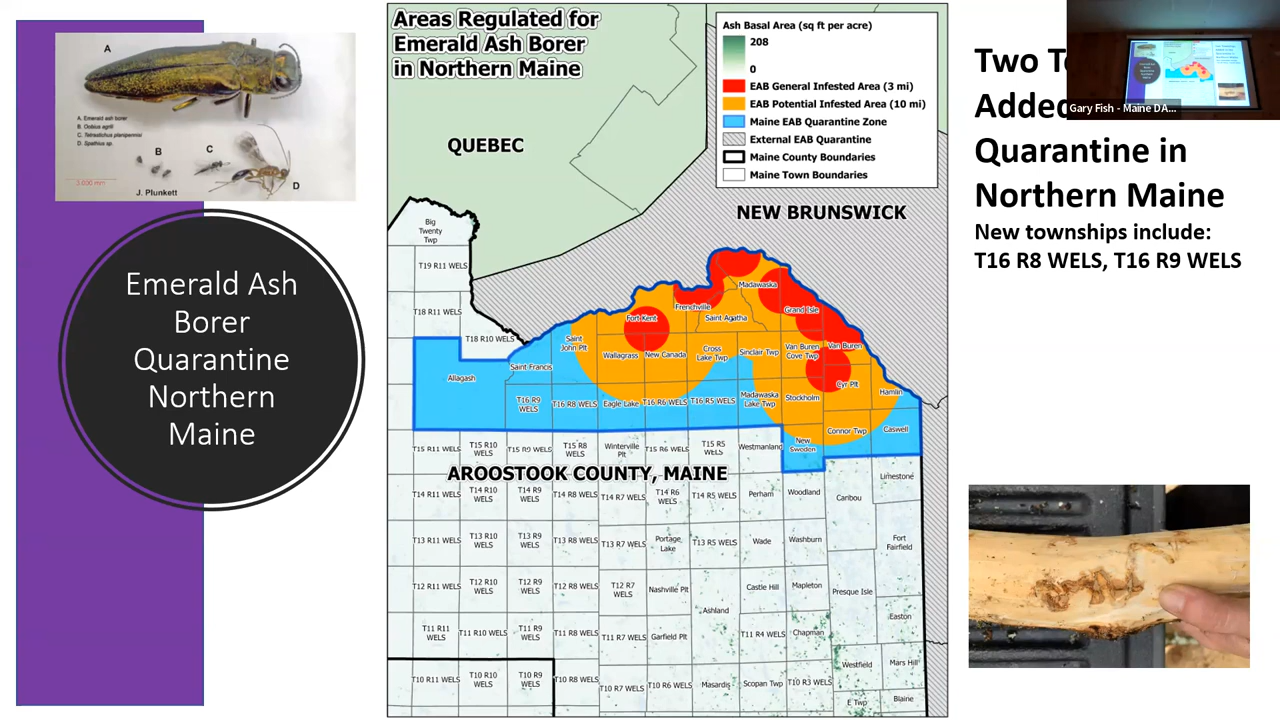 A
A. Emerald ash borer
B. Oobius agrili
C. Tetrastichus planipennisi
D. Spathius sp.
B
C
D
3.000 mm
J. Plunkett
Emerald Ash
Borer
Quarantine
Northern
Maine
Areas Regulated for
Emerald Ash Borer
in Northern Maine
Ash Basal Area (sq ft per acre)
208
0
EAB General Infested Area (3 mi)
EAB Potential Infested Area (10 mi)
Maine EAB Quarantine Zone
External EAB Quarantine
Maine County Boundaries
Maine Town Boundaries
QUEBEC
NEW BRUNSWICK
Big
Twenty
Twp
T19 R11 WELS
T18 R11 WELS
T18 R10 WELS
Madawaska
Frenchville
Grand Isle
Fort Kent
Saint Agatha
Saint
John Plt
Wallagrass
New Canada
Cross
Lake Twp
Sinclair Twp
Van Buren
Cove Twp
Van Buren
Saint Francis
Allagash
Cyr Plt
Hamlin
T16 R9
WELS
T16 R8 WELS
Eagle Lake
T16 R6 WELS
T16 R5 WELS
Madawaska
Lake Twp
Stockholm
Connor Twp
Caswell
New
Sweden
T15 R11 WELS
T15 R10
WELS
T15 R9 WELS
T15 R8
WELS
Winterville
Plt
T15 R6 WELS
T15 R5
WELS
Westmanland
AROOSTOOK COUNTY, MAINE
Limestone
T14 R11 WELS
T14 R10
WELS
T14 R9
WELS
T14 R8 WELS
T14 R7 WELS
T14 R6
WELS
T14 R5 WELS
Perham
Woodland
Caribou
T13 R11 WELS
T13 R10
WELS
T13 R9
WELS
T13 R8 WELS
T13 R7 WELS
Portage
Lake
T13 R5 WELS
Wade
Washburn
Fort
Fairfield
T12 R11 WELS
T12 R10
WELS
T12 R9
WELS
T12 R8 WELS
T12 R7
WELS
Nashville Plt
Ashland
Castle Hill
Mapleton
Presque Isle
Easton
T11 R11
WELS
T11 R10 WELS
T11 R9
WELS
T11 R8 WELS
T11 R7 WELS
Garfield Plt
T11 R4 WELS
Chapman
Westfield
Mars Hill
T10 R11 WELS
T10 R10
WELS
T10 R9
WELS
T10 R8 WELS
T10 R7 WELS
T10 R6 WELS
Masardis
Scopan Twp
T10 R3 WELS
E Twp
Blaine
Two
Added
Quarantine in
Northern Maine
New townships include:
T16 R8 WELS, T16 R9 WELS
Gary Fish - Maine DA...